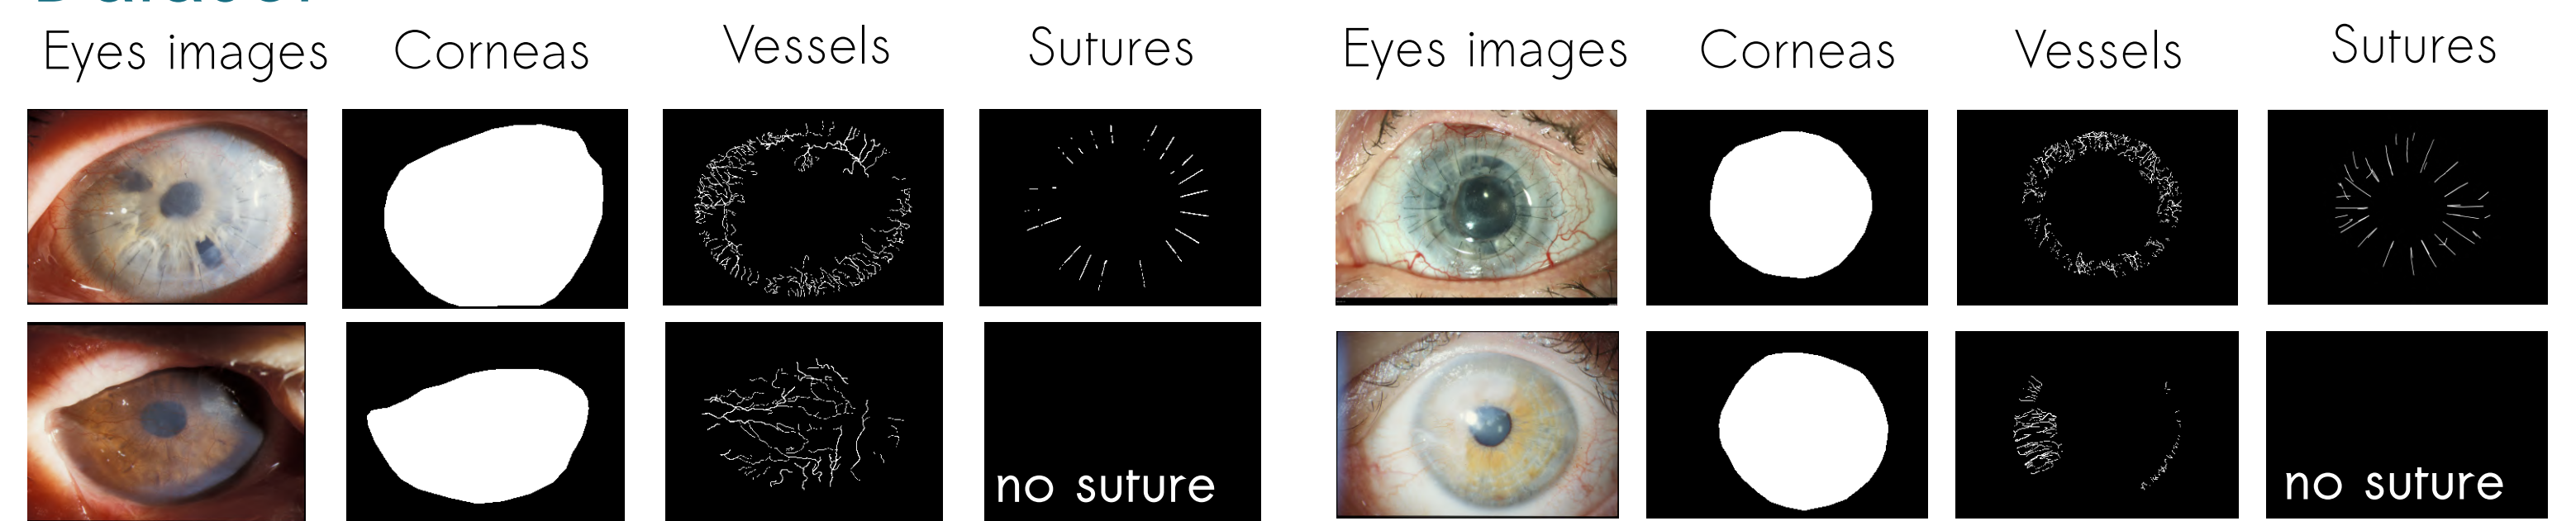 Eyes images Corneas Vessels Sutures Eyes images Corneas Vessels Sutures
no suture no suture